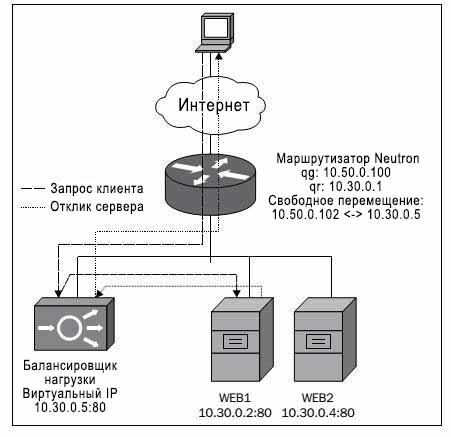 Интернет
Маршрутизатор Neutron
qg: 10.50.0.100
qr: 10.30.0.1
Свободное перемещение:
10.50.0.102 <-> 10.30.0.5
Запрос клиента
Отклик сервера
Балансировщик
нагрузки
Виртуальный IP
10.30.0.5:80
WEB1
10.30.0.2:80
WEB2
10.30.0.4:80